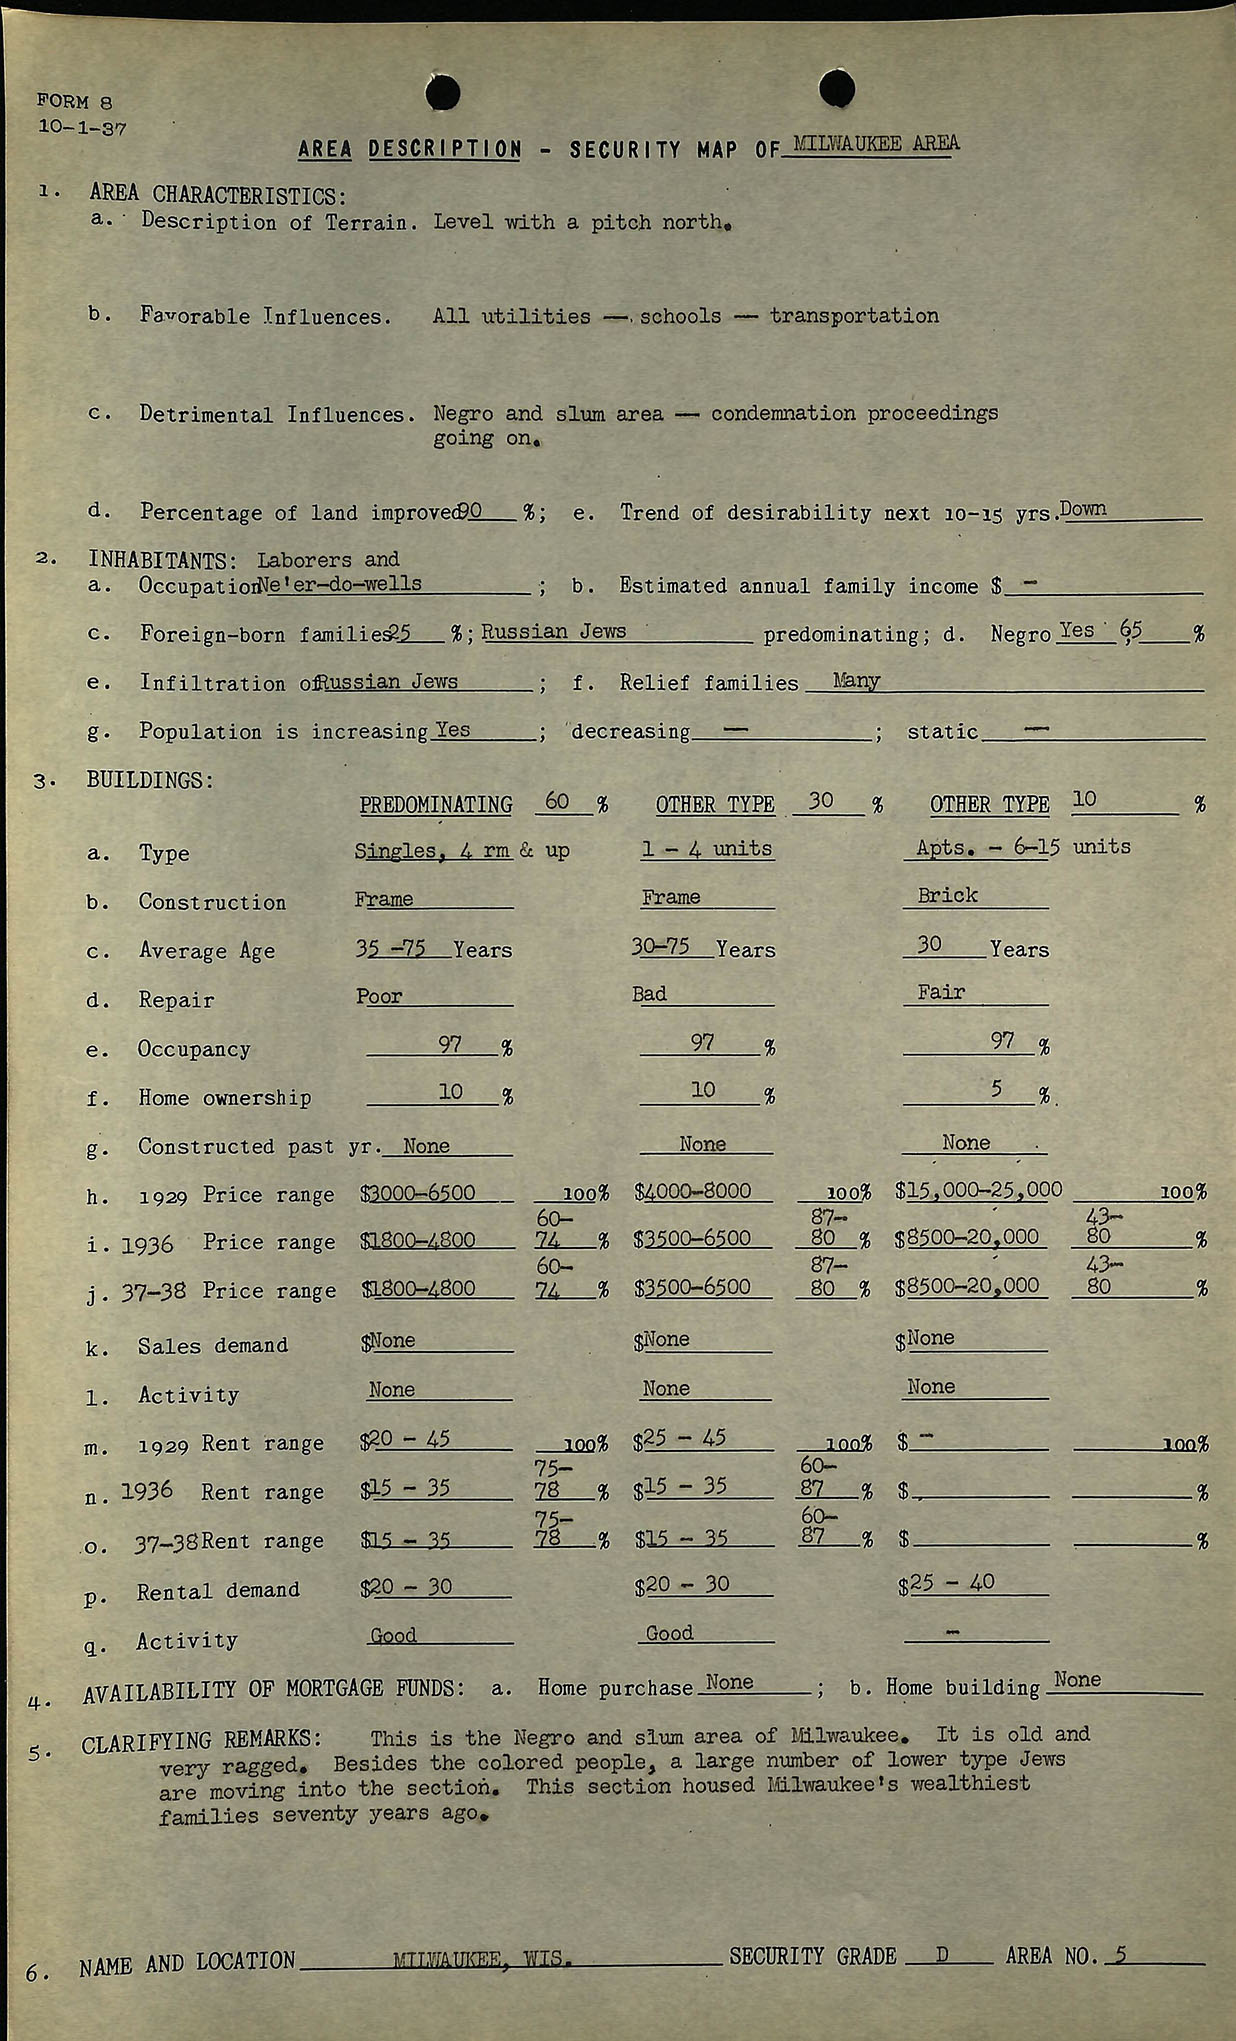 FORM 8
10-1-37
AREA DESCRIPTION - SECURITY MAP OF MILWAUKEE AREA
1. AREA CHARACTERISTICS:
a. Description of Terrain. Level with a pitch north.
b. Favorable Influences. All utilities — schools — transportation
c. Detrimental Influences. Negro and slum area — condemnation proceedings
going on.
d. Percentage of land improved 90 %; e. Trend of desirability next 10-15 yrs. Down
2. INHABITANTS: Laborers and
a. Occupation Ne'er-do-wells ; b. Estimated annual family income $ -
c. Foreign-born families 25 %; Russian Jews predominating; d. Negro Yes 65 %
e. Infiltration of Russian Jews ; f. Relief families Many
g. Population is increasing Yes ; decreasing — ; static —
3. BUILDINGS:
PREDOMINATING 60 % OTHER TYPE 30 % OTHER TYPE 10 %
a. Type Singles, 4 rm & up 1 - 4 units Apts. - 6-15 units
b. Construction Frame Frame Brick
c. Average Age 35 -75 Years 30-75 Years 30 Years
d. Repair Poor Bad Fair
e. Occupancy 97 % 97 % 97 %
f. Home ownership 10 % 10 % 5 %.
g. Constructed past yr. None None None
h. 1929 Price range $3000-6500 100% $4000-8000 100% $15,000-25,000 100%
60- 87- 43-
i. 1936 Price range $1800-4800 74 % $3500-6500 80 % $8500-20,000 80 %
60- 87- 43-
j. 37-38 Price range $1800-4800 74 % $3500-6500 80 % $8500-20,000 80 %
k. Sales demand $None $None $None
l. Activity None None None
m. 1929 Rent range $20 - 45 100% $25 - 45 100% $ - 100%
75- 60-
n. 1936 Rent range $15 - 35 78 % $15 - 35 87 % $ %
75- 60-
o. 37-38 Rent range $15 - 35 78 % $15 - 35 87 % $ %
p. Rental demand $20 - 30 $20 - 30 $25 - 40
q. Activity Good Good -
4. AVAILABILITY OF MORTGAGE FUNDS: a. Home purchase None ; b. Home building None
5. CLARIFYING REMARKS: This is the Negro and slum area of Milwaukee. It is old and
very ragged. Besides the colored people, a large number of lower type Jews
are moving into the section. This section housed Milwaukee's wealthiest
families seventy years ago.
6. NAME AND LOCATION MILWAUKEE, WIS. SECURITY GRADE D AREA NO. 5